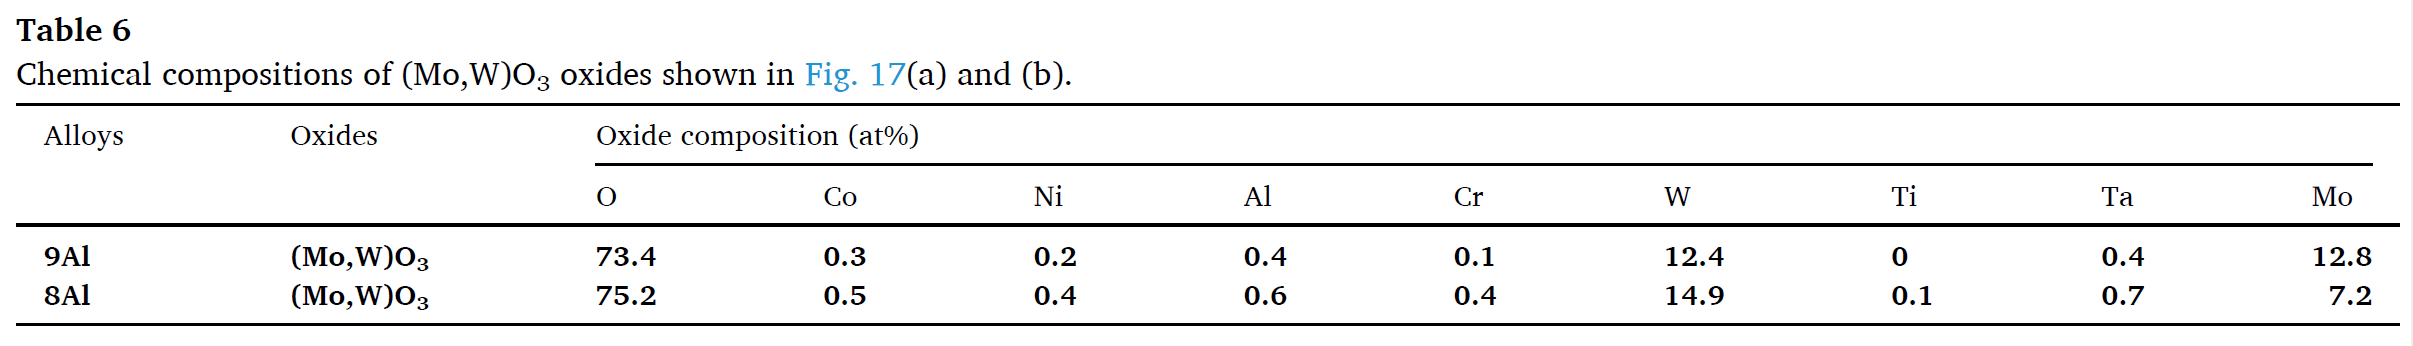 Table 6
Chemical compositions of (Mo,W)O₃ oxides shown in Fig. 17(a) and (b).
Alloys Oxides Oxide composition (at%)
O Co Ni Al Cr W Ti Ta Mo
9Al (Mo,W)O₃ 73.4 0.3 0.2 0.4 0.1 12.4 0 0.4 12.8
8Al (Mo,W)O₃ 75.2 0.5 0.4 0.6 0.4 14.9 0.1 0.7 7.2